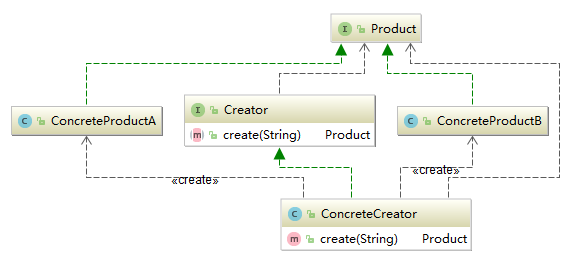 I Product
C ConcreteProductA
I Creator
m create(String) Product
C ConcreteProductB
«create»
«create»
C ConcreteCreator
m create(String) Product